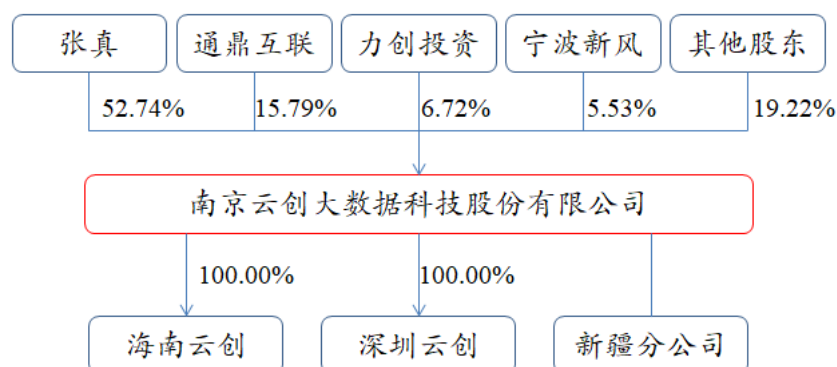 张真 通鼎互联 力创投资 宁波新风 其他股东
52.74% 15.79% 6.72% 5.53% 19.22%
南京云创大数据科技股份有限公司
100.00% 100.00%
海南云创 深圳云创 新疆分公司